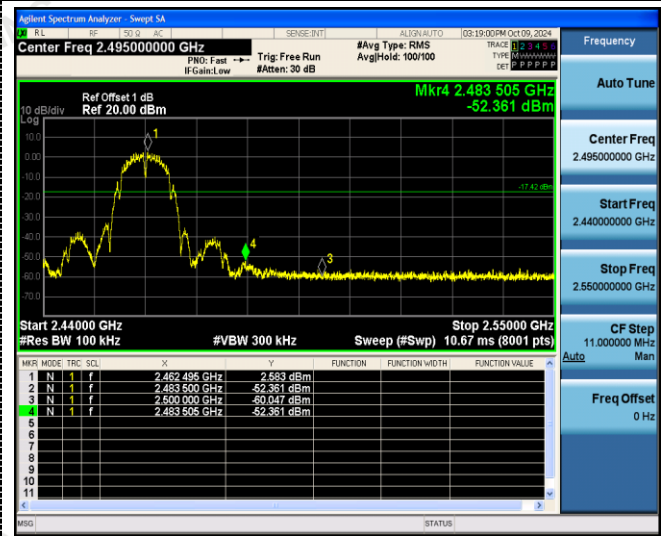 Agilent Spectrum Analyzer - Swept SA
RL RF 50 Ω AC SENSE:INT ALIGN AUTO 03:19:00 PM Oct 09, 2024
Center Freq 2.495000000 GHz
PNO: Fast
IFGain:Low
Trig: Free Run
#Atten: 30 dB
#Avg Type: RMS
Avg|Hold: 100/100
TRACE 1 2 3 4 5 6
TYPE M
DET P P P P P P
Ref Offset 1 dB
10 dB/div Ref 20.00 dBm
Log
Mkr4 2.483 505 GHz
-52.361 dBm
10.0
0.00
-10.0
-20.0
-30.0
-40.0
-50.0
-60.0
-70.0
1
4
3
-17.42 dBm
Start 2.44000 GHz Stop 2.55000 GHz
#Res BW 100 kHz #VBW 300 kHz Sweep (#Swp) 10.67 ms (8001 pts)
MKR MODE TRC SCL X Y FUNCTION FUNCTION WIDTH FUNCTION VALUE
1 N 1 f 2.462 495 GHz 2.583 dBm
2 N 1 f 2.483 500 GHz -52.361 dBm
3 N 1 f 2.500 000 GHz -60.047 dBm
4 N 1 f 2.483 505 GHz -52.361 dBm
5
6
7
8
9
10
11
MSG STATUS
Frequency
Auto Tune
Center Freq
2.495000000 GHz
Start Freq
2.440000000 GHz
Stop Freq
2.550000000 GHz
CF Step
11.000000 MHz
Auto Man
Freq Offset
0 Hz